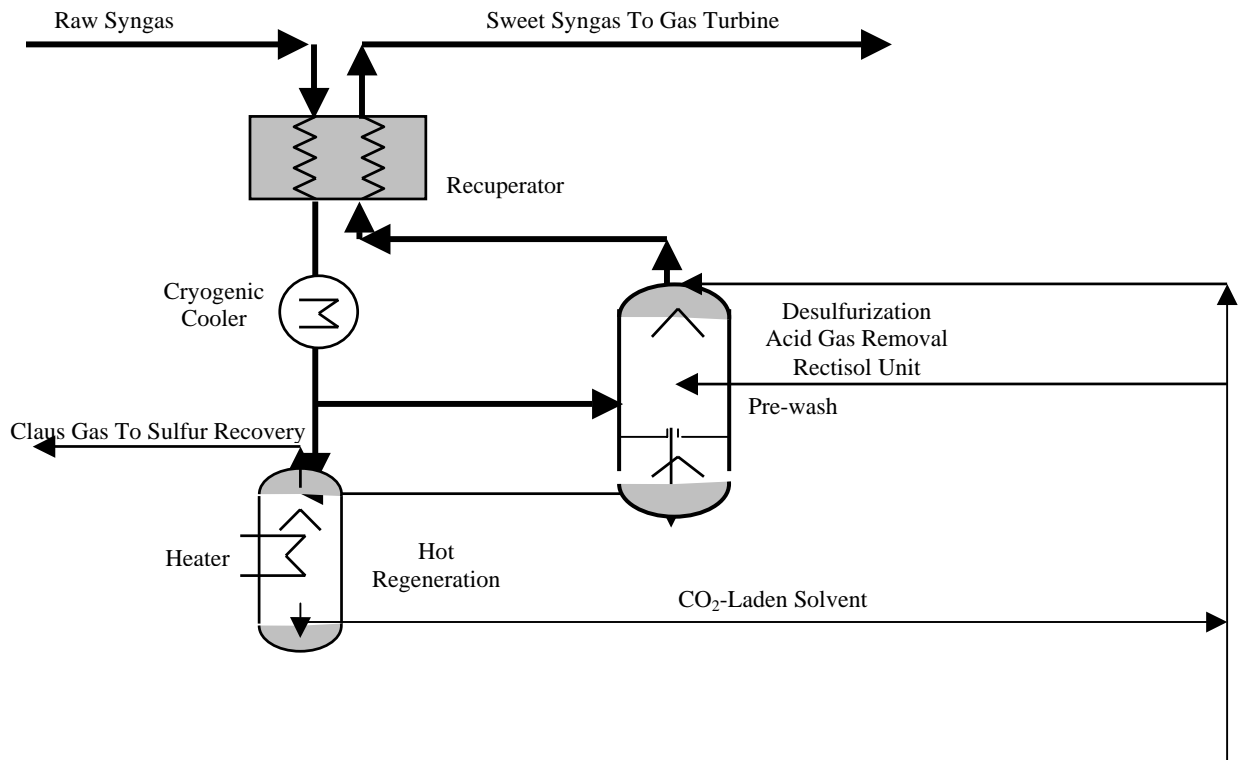 Raw Syngas
Sweet Syngas To Gas Turbine
Recuperator
Cryogenic
Cooler
Desulfurization
Acid Gas Removal
Rectisol Unit
Pre-wash
Claus Gas To Sulfur Recovery
Heater
Hot
Regeneration
CO₂-Laden Solvent